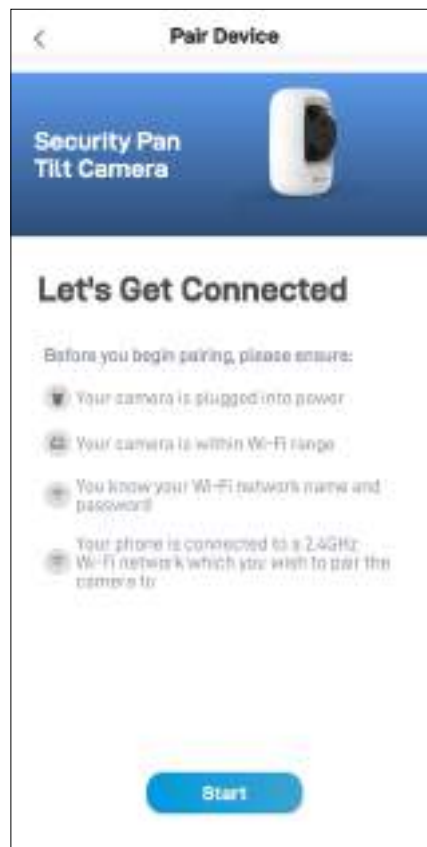 Pair Device
Security Pan
Tilt Camera
Let's Get Connected
Before you begin pairing, please ensure:
Your camera is plugged into power
Your camera is within Wi-Fi range
You know your Wi-Fi network name and
password
Your phone is connected to a 2.4GHz
Wi-Fi network which you wish to pair the
camera to
Start